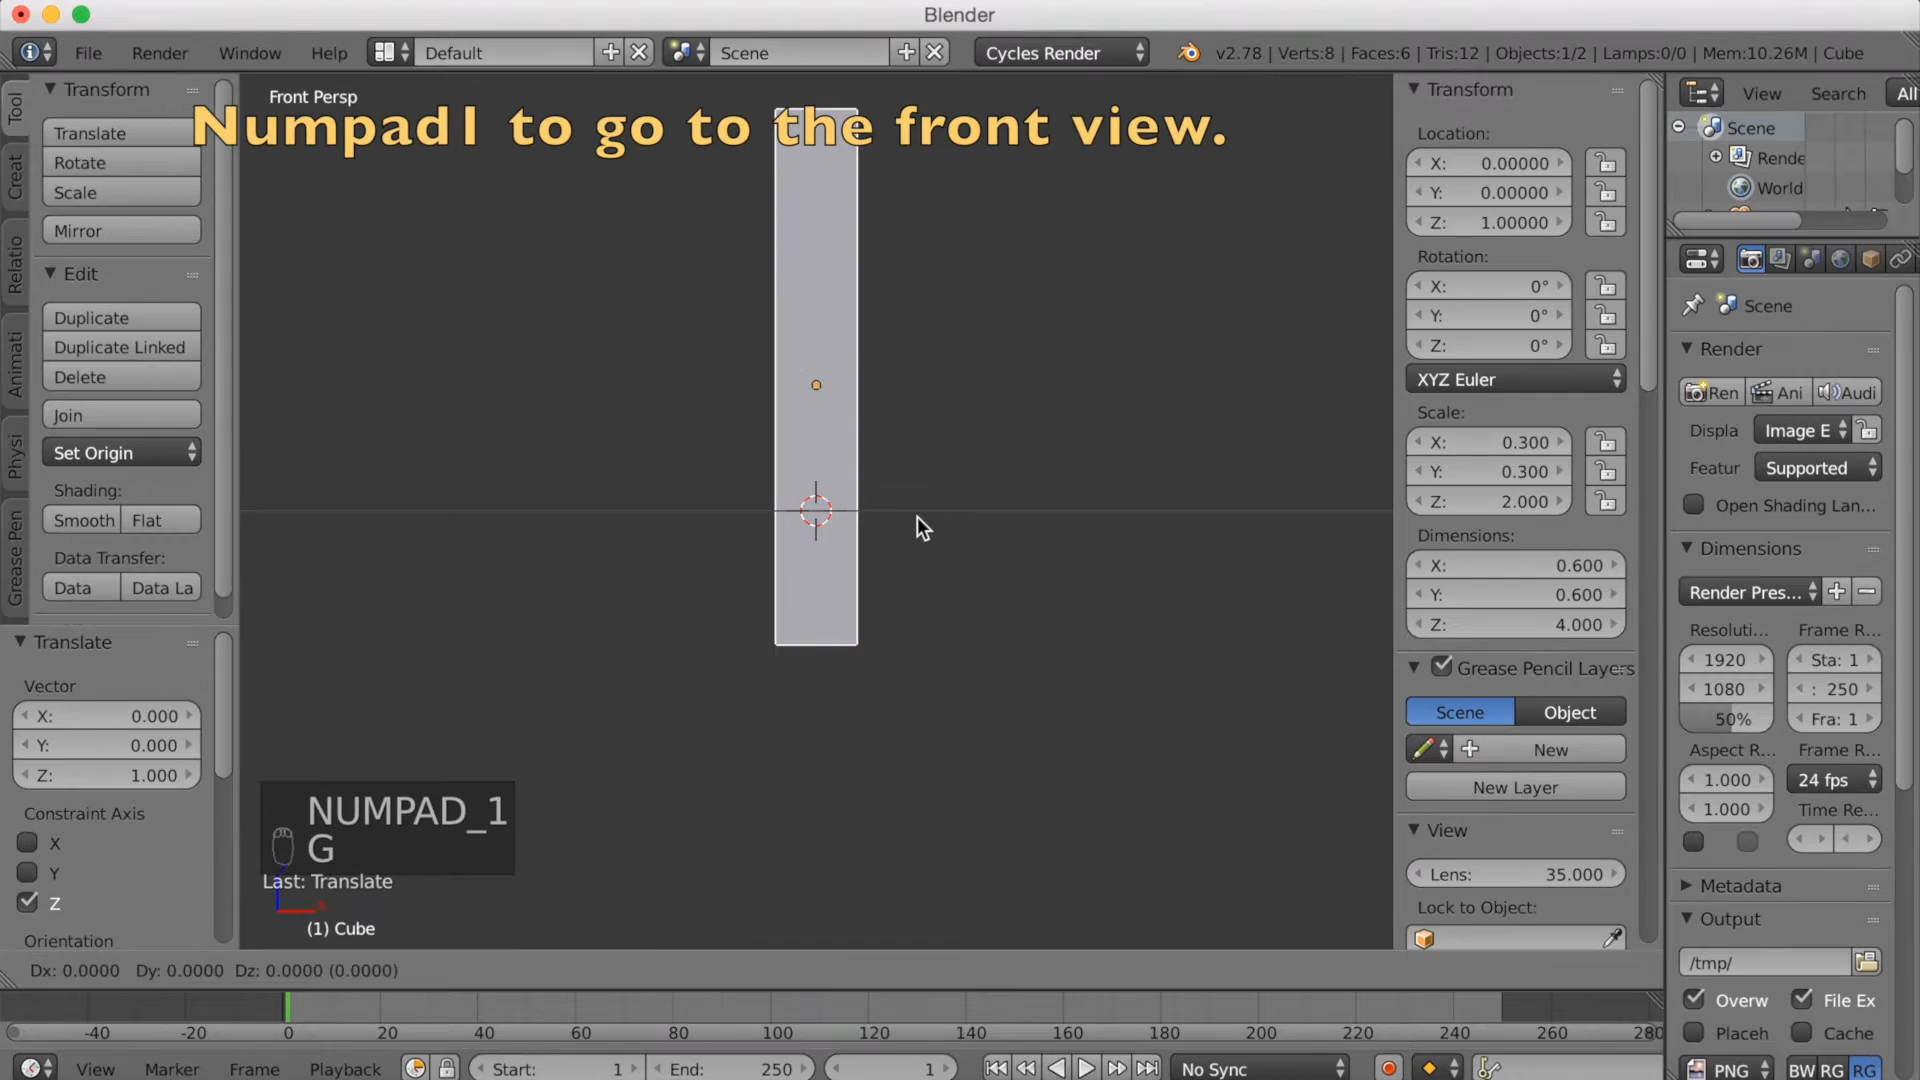 Blender
File Render Window Help Default Scene Cycles Render v2.78 | Verts:8 | Faces:6 | Tris:12 | Objects:1/2 | Lamps:0/0 | Mem:10.26M | Cube
Tool
Creat
Relatio
Animati
Physi
Grease Pen
Transform
Translate
Rotate
Scale
Mirror
Edit
Duplicate
Duplicate Linked
Delete
Join
Set Origin
Shading:
Smooth Flat
Data Transfer:
Data Data La
Translate
Vector
X: 0.000
Y: 0.000
Z: 1.000
Constraint Axis
X
Y
Z
Orientation
Front Persp
Numpad1 to go to the front view.
NUMPAD_1
G
Last: Translate
x
(1) Cube
Transform
Location:
X: 0.00000
Y: 0.00000
Z: 1.00000
Rotation:
X: 0°
Y: 0°
Z: 0°
XYZ Euler
Scale:
X: 0.300
Y: 0.300
Z: 2.000
Dimensions:
X: 0.600
Y: 0.600
Z: 4.000
Grease Pencil Layers
Scene Object
New
New Layer
View
Lens: 35.000
Lock to Object:
View Search All
Scene
Rende
World
Scene
Render
Ren Ani Audi
Displa Image E
Featur Supported
Open Shading Lan...
Dimensions
Render Pres...
Resoluti... Frame R...
1920 Sta: 1
1080 : 250
50% Fra: 1
Aspect R... Frame R...
1.000 24 fps
1.000 Time Re...
Metadata
Output
/tmp/
Overw File Ex
Placeh Cache
PNG BW RG RG
Dx: 0.0000 Dy: 0.0000 Dz: 0.0000 (0.0000)
-40 -20 0 20 40 60 80 100 120 140 160 180 200 220 240 260 280
View Marker Frame Playback Start: 1 End: 250 1 No Sync